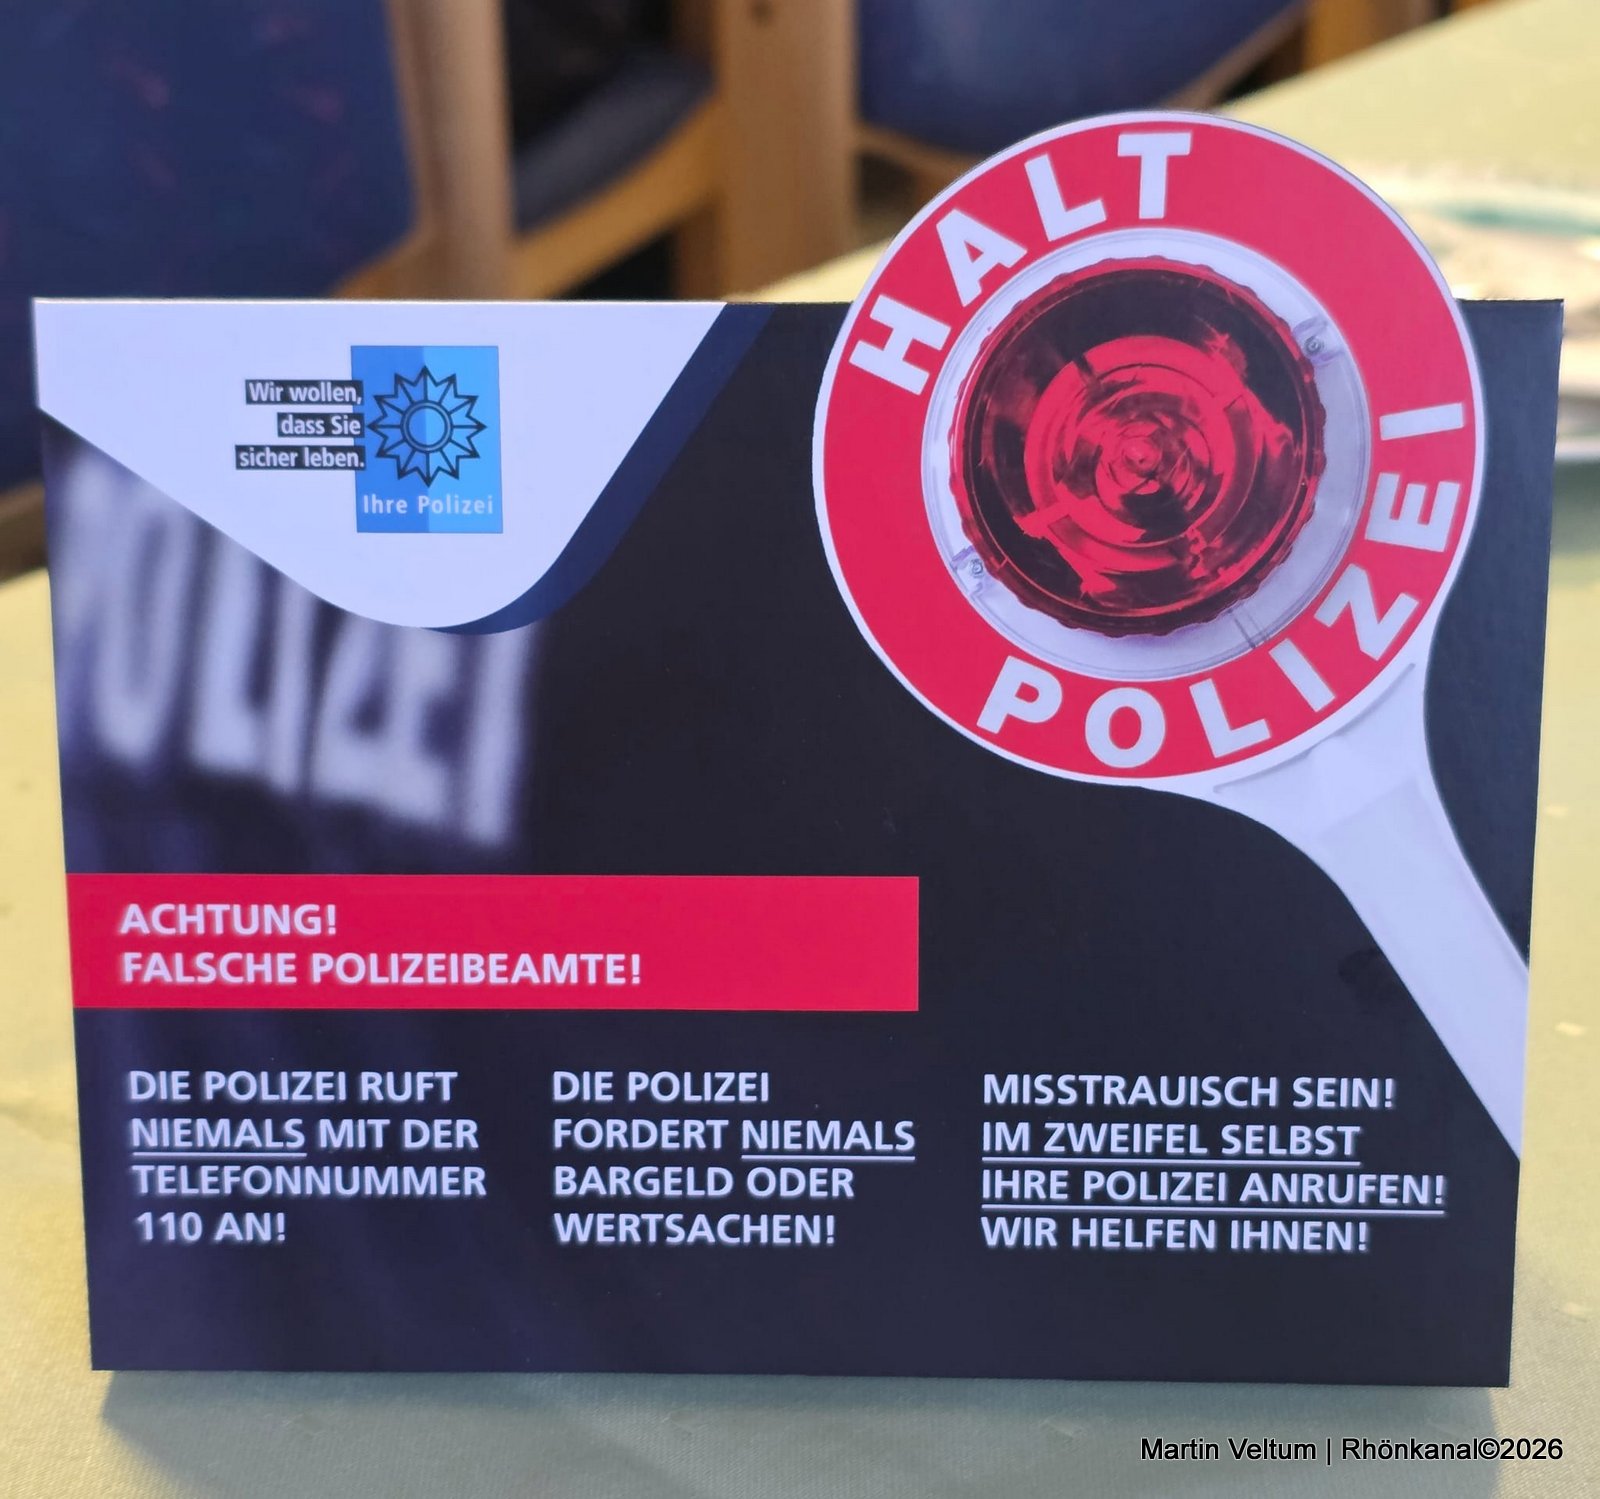 HALT
POLIZEI
Wir wollen,
dass Sie
sicher leben.
Ihre Polizei
POLIZEI
ACHTUNG!
FALSCHE POLIZEIBEAMTE!
DIE POLIZEI RUFT
NIEMALS MIT DER
TELEFONNUMMER
110 AN!
DIE POLIZEI
FORDERT NIEMALS
BARGELD ODER
WERTSACHEN!
MISSTRAUISCH SEIN!
IM ZWEIFEL SELBST
IHRE POLIZEI ANRUFEN!
WIR HELFEN IHNEN!
Martin Veltum | Rhönkanal©2026